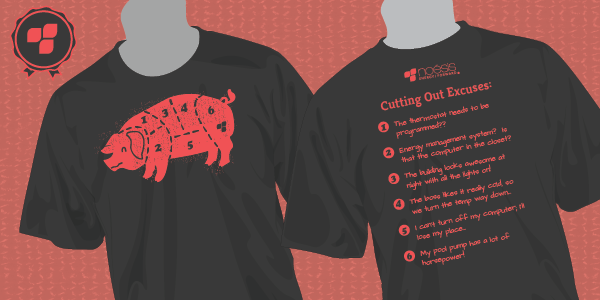 1
3
4
6
2
5
noesis
Cutting Out Excuses:
1 The thermostat needs to be
programmed??
2 Energy management system? Is
that the computer in the closet?
3 The building looks awesome at
night with all the lights on!
4 The boss likes it really cold, so
we turn the temp way down...
5 I can't turn off my computer; I'll
lose my place...
6 My pool pump has a lot of
horsepower!